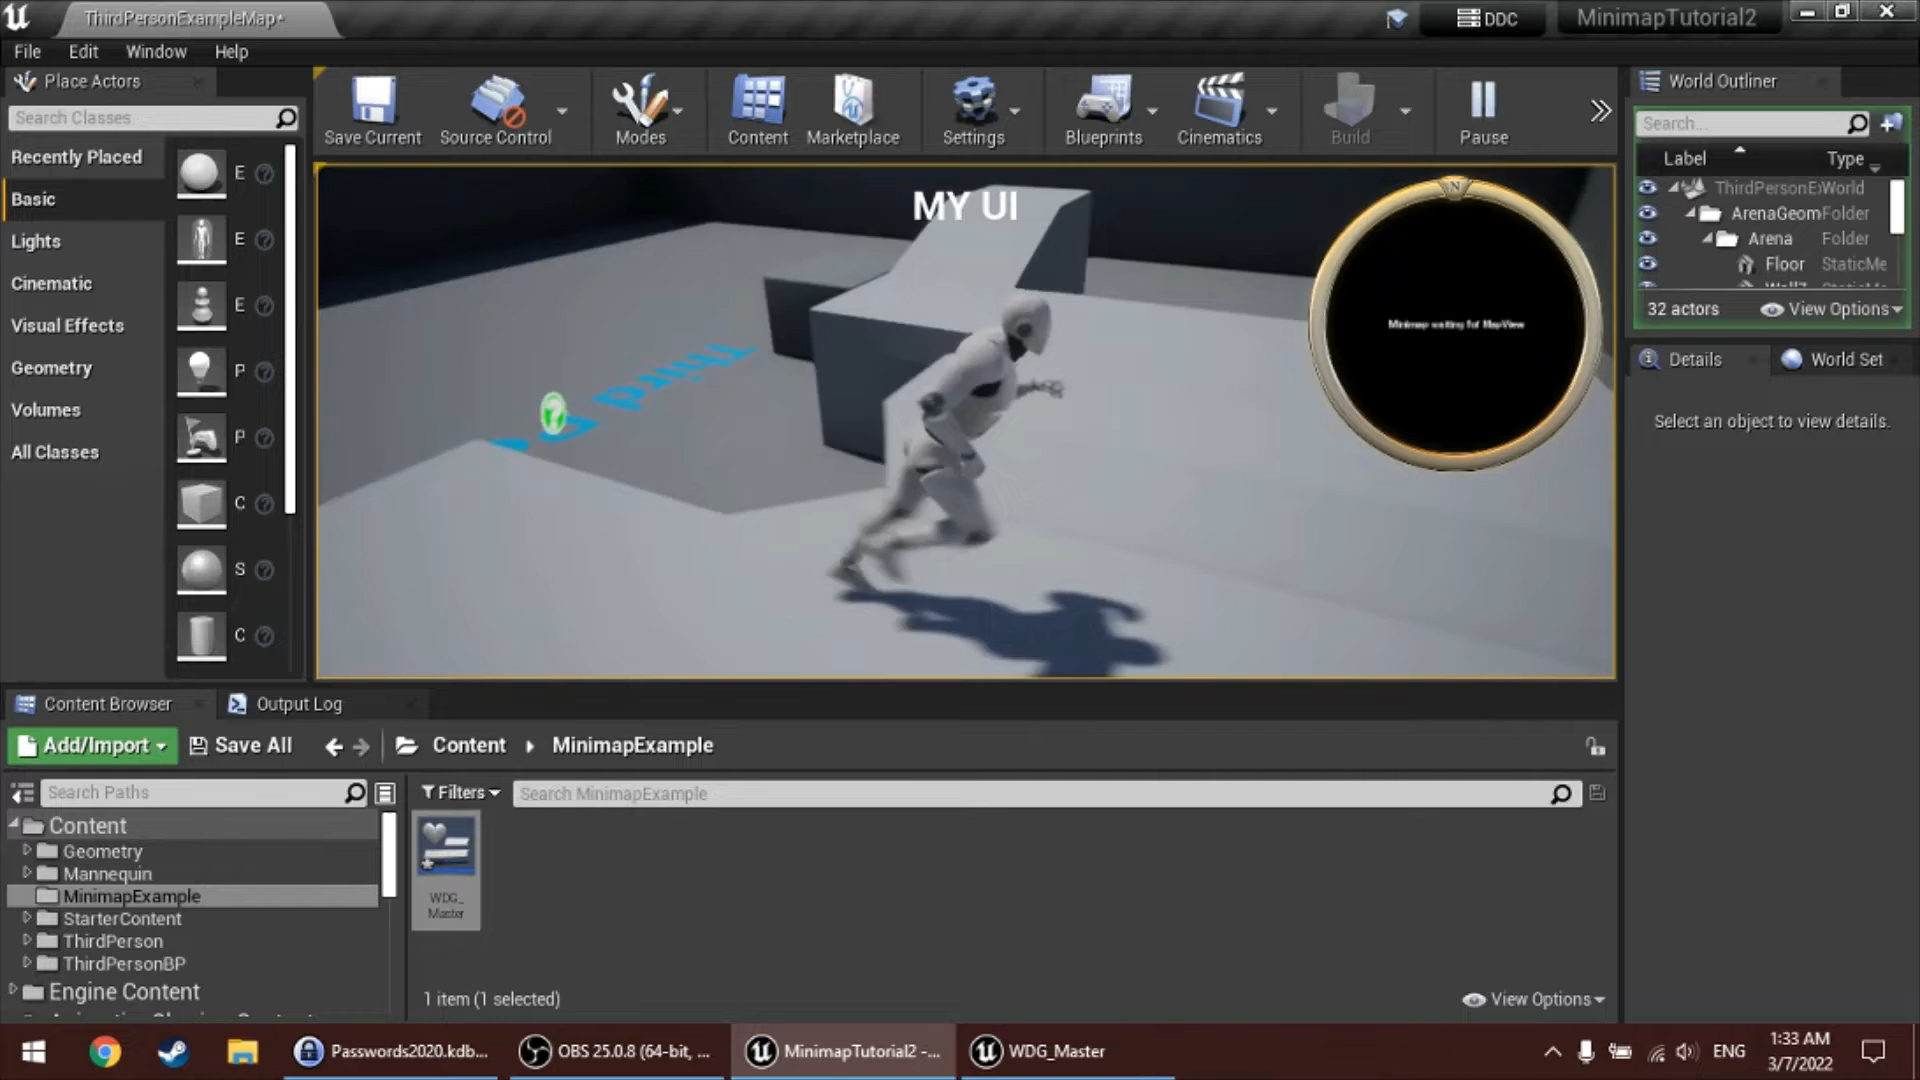 ThirdPersonExampleMap*
DDC
MinimapTutorial2
File Edit Window Help
Place Actors
Search Classes
Recently Placed
Basic
Lights
Cinematic
Visual Effects
Geometry
Volumes
All Classes
E
E
E
P
P
C
S
C
Save Current
Source Control
Modes
Content
Marketplace
Settings
Blueprints
Cinematics
Build
Pause
MY UI
N
Minimap waiting for MapView
Third
World Outliner
Search...
Label Type
ThirdPersonEx World
ArenaGeom Folder
Arena Folder
Floor StaticMe
32 actors View Options
Details
World Set
Select an object to view details.
Content Browser
Output Log
Add/Import Save All Content MinimapExample
Search Paths
Content
Geometry
Mannequin
MinimapExample
StarterContent
ThirdPerson
ThirdPersonBP
Engine Content
Filters
Search MinimapExample
WDG_
Master
1 item (1 selected)
View Options
Passwords2020.kdb...
OBS 25.0.8 (64-bit, ...
MinimapTutorial2 -...
WDG_Master
ENG
1:33 AM
3/7/2022